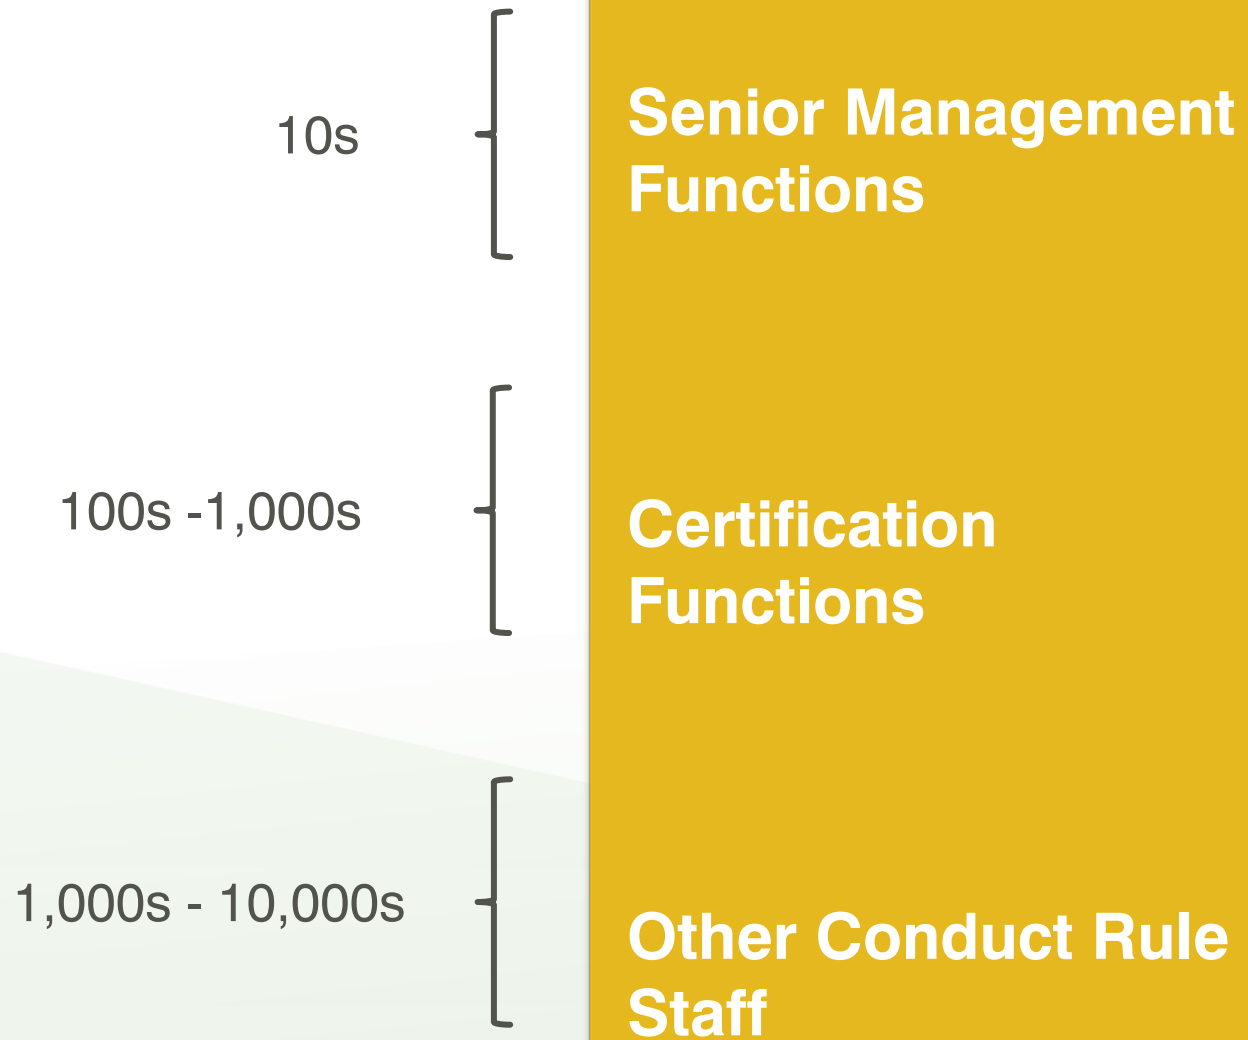 10s
Senior Management
Functions
100s -1,000s
Certification
Functions
1,000s - 10,000s
Other Conduct Rule
Staff